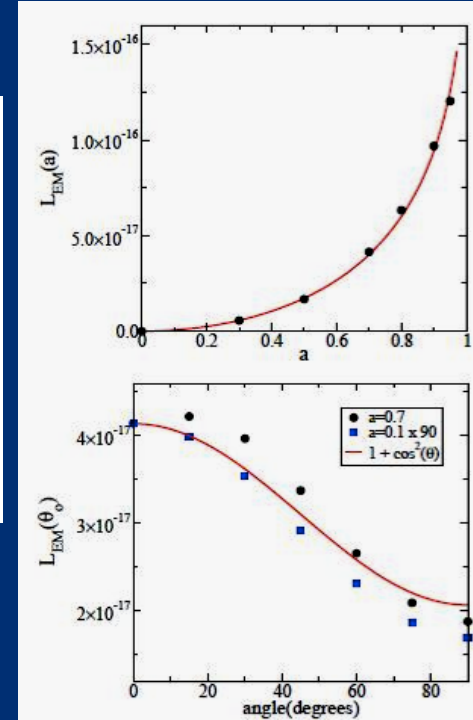 1.5×10⁻¹⁶
1.0×10⁻¹⁶
5.0×10⁻¹⁷
0.0
L_EM(a)
0 0.2 0.4 0.6 0.8 1
a
a=0.7
a=0.1 x 90
1 + cos²(θ)
4×10⁻¹⁷
3×10⁻¹⁷
2×10⁻¹⁷
L_EM(θ_o)
0 20 40 60 80
angle(degrees)